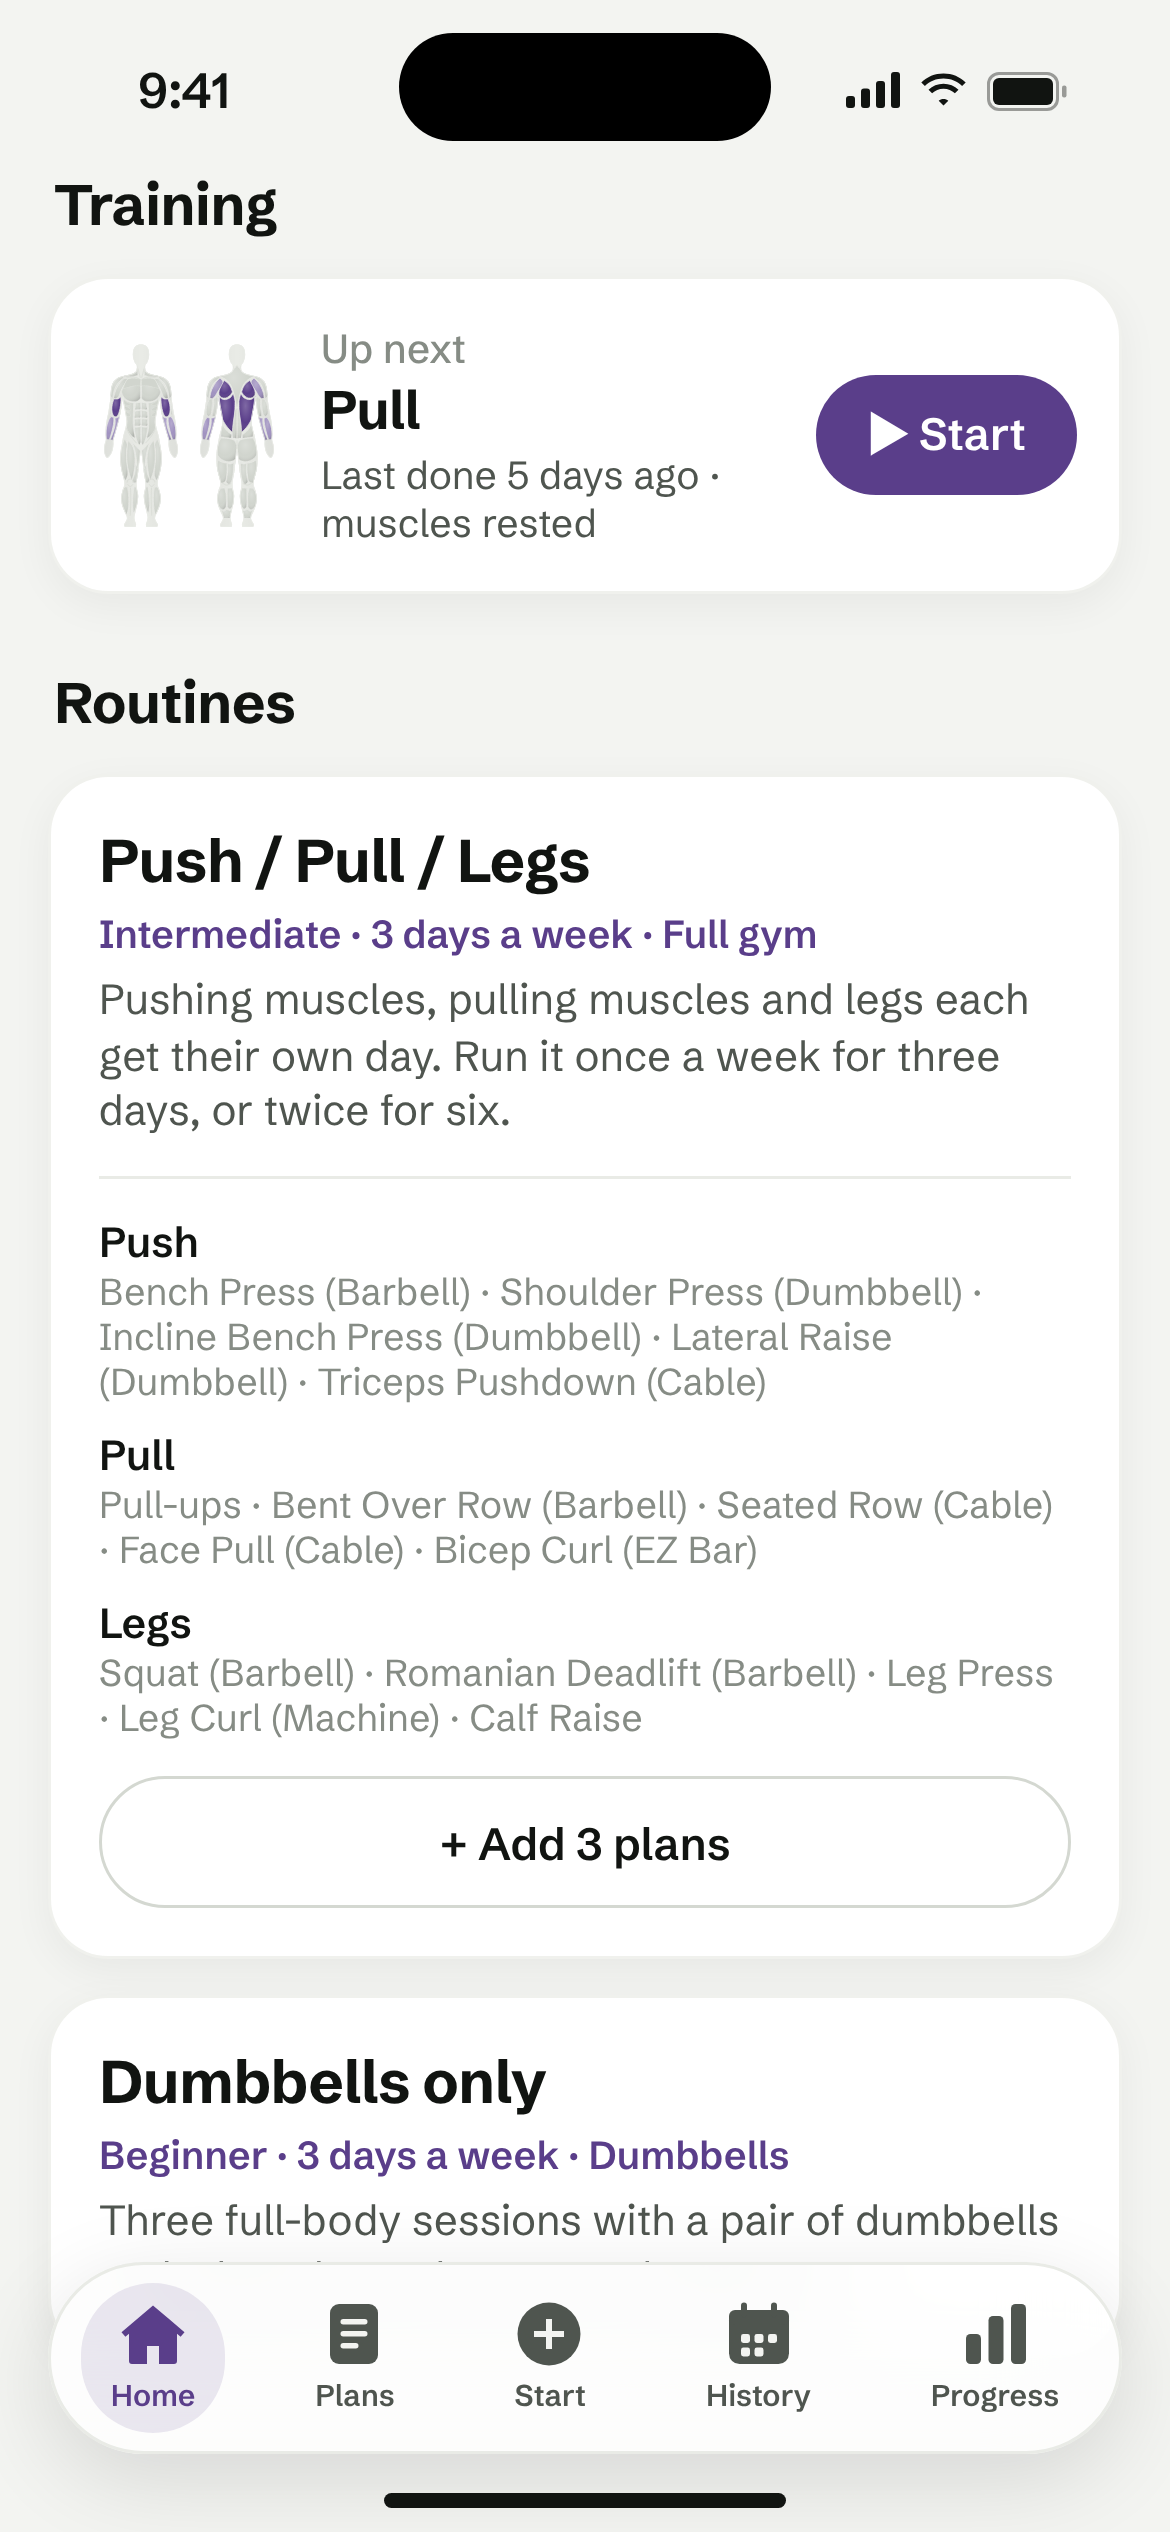 9:41
Training
Up next
Pull
Last done 5 days ago ·
muscles rested
Start
Routines
Push / Pull / Legs
Intermediate · 3 days a week · Full gym
Pushing muscles, pulling muscles and legs each
get their own day. Run it once a week for three
days, or twice for six.
Push
Bench Press (Barbell) · Shoulder Press (Dumbbell) ·
Incline Bench Press (Dumbbell) · Lateral Raise
(Dumbbell) · Triceps Pushdown (Cable)
Pull
Pull-ups · Bent Over Row (Barbell) · Seated Row (Cable)
· Face Pull (Cable) · Bicep Curl (EZ Bar)
Legs
Squat (Barbell) · Romanian Deadlift (Barbell) · Leg Press
· Leg Curl (Machine) · Calf Raise
+ Add 3 plans
Dumbbells only
Beginner · 3 days a week · Dumbbells
Three full-body sessions with a pair of dumbbells
Home
Plans
Start
History
Progress